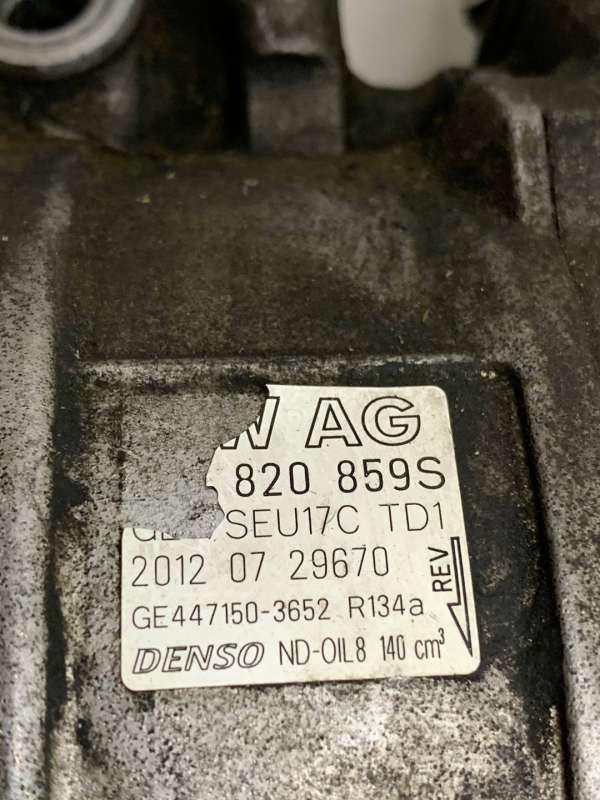 AG
820 859S
SEU17C TD1
2012 07 29670
GE447150-3652 R134a
REV
DENSO ND-OIL8 140 cm³